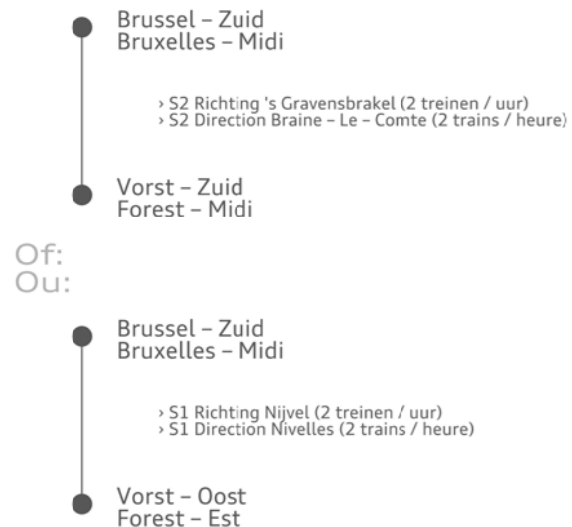 Brussel – Zuid
Bruxelles – Midi
› S2 Richting 's Gravensbrakel (2 treinen / uur)
› S2 Direction Braine – Le – Comte (2 trains / heure)
Vorst – Zuid
Forest – Midi
Of:
Ou:
Brussel – Zuid
Bruxelles – Midi
› S1 Richting Nijvel (2 treinen / uur)
› S1 Direction Nivelles (2 trains / heure)
Vorst – Oost
Forest – Est